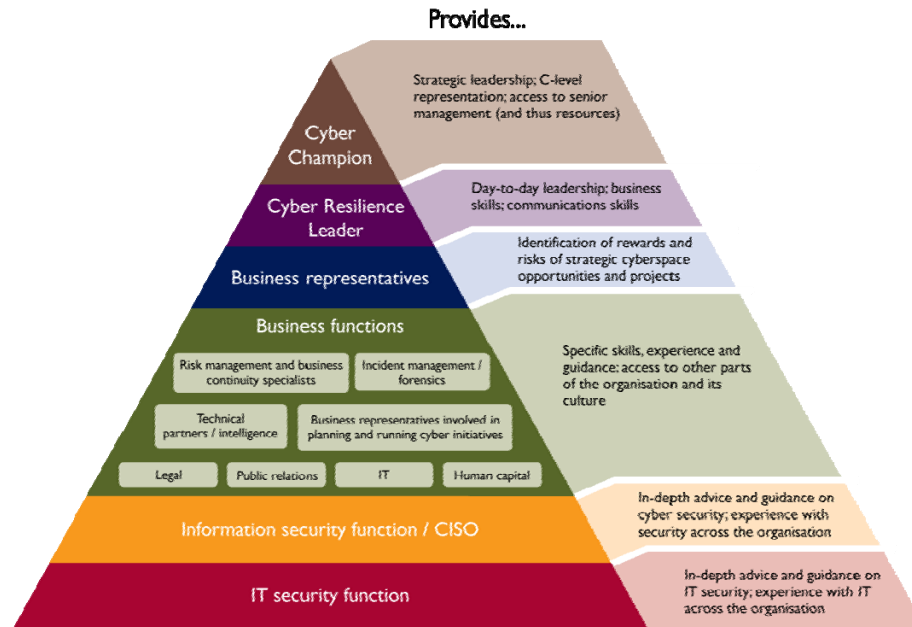 Provides...
Cyber
Champion
Strategic leadership; C-level
representation; access to senior
management (and thus resources)
Cyber Resilience
Leader
Day-to-day leadership; business
skills; communications skills
Business representatives
Identification of rewards and
risks of strategic cyberspace
opportunities and projects
Business functions
Risk management and business
continuity specialists
Incident management /
forensics
Technical
partners / intelligence
Business representatives involved in
planning and running cyber initiatives
Legal
Public relations
IT
Human capital
Specific skills, experience and
guidance: access to other parts
of the organisation and its
culture
Information security function / CISO
In-depth advice and guidance on
cyber security; experience with
security across the organisation
IT security function
In-depth advice and guidance on
IT security; experience with IT
across the organisation